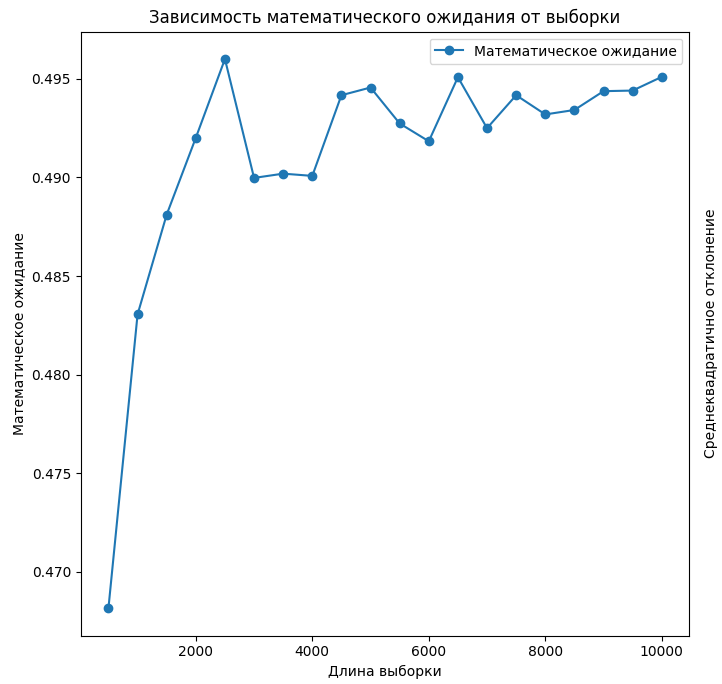 Зависимость математического ожидания от выборки
Математическое ожидание
0.495
0.490
0.485
0.480
0.475
0.470
Математическое ожидание
2000
4000
6000
8000
10000
Длина выборки
Среднеквадратичное отклонение